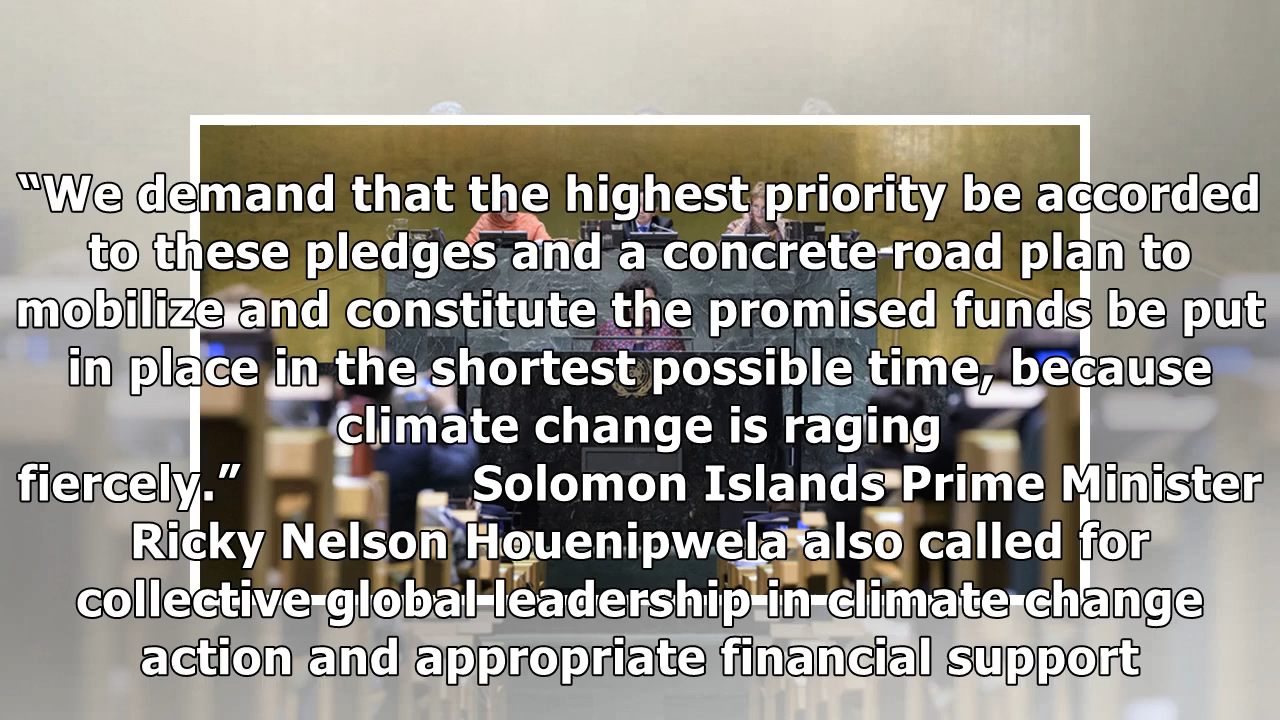 “We demand that the highest priority be accorded
to these pledges and a concrete road plan to
mobilize and constitute the promised funds be put
in place in the shortest possible time, because
climate change is raging
fiercely.” Solomon Islands Prime Minister
Ricky Nelson Houenipwela also called for
collective global leadership in climate change
action and appropriate financial support